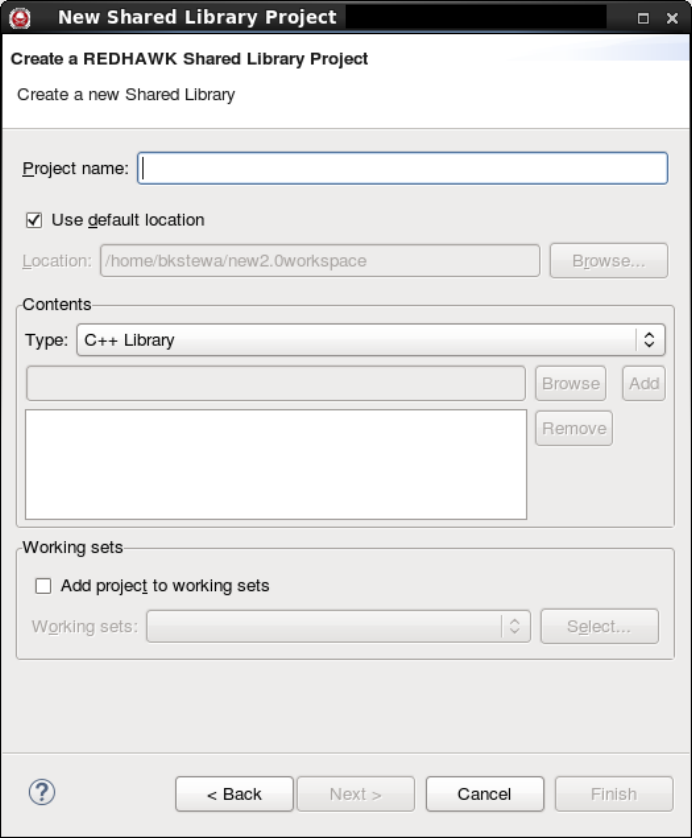 New Shared Library Project
Create a REDHAWK Shared Library Project
Create a new Shared Library
Project name:
Use default location
Location: /home/bkstewa/new2.0workspace Browse...
Contents
Type: C++ Library
Browse Add
Remove
Working sets
Add project to working sets
Working sets: Select...
? < Back Next > Cancel Finish